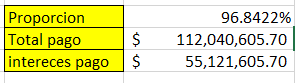 Proporcion 96.8422%
Total pago $ 112,040,605.70
intereces pago $ 55,121,605.70